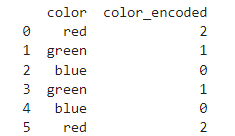 color color_encoded
0 red 2
1 green 1
2 blue 0
3 green 1
4 blue 0
5 red 2